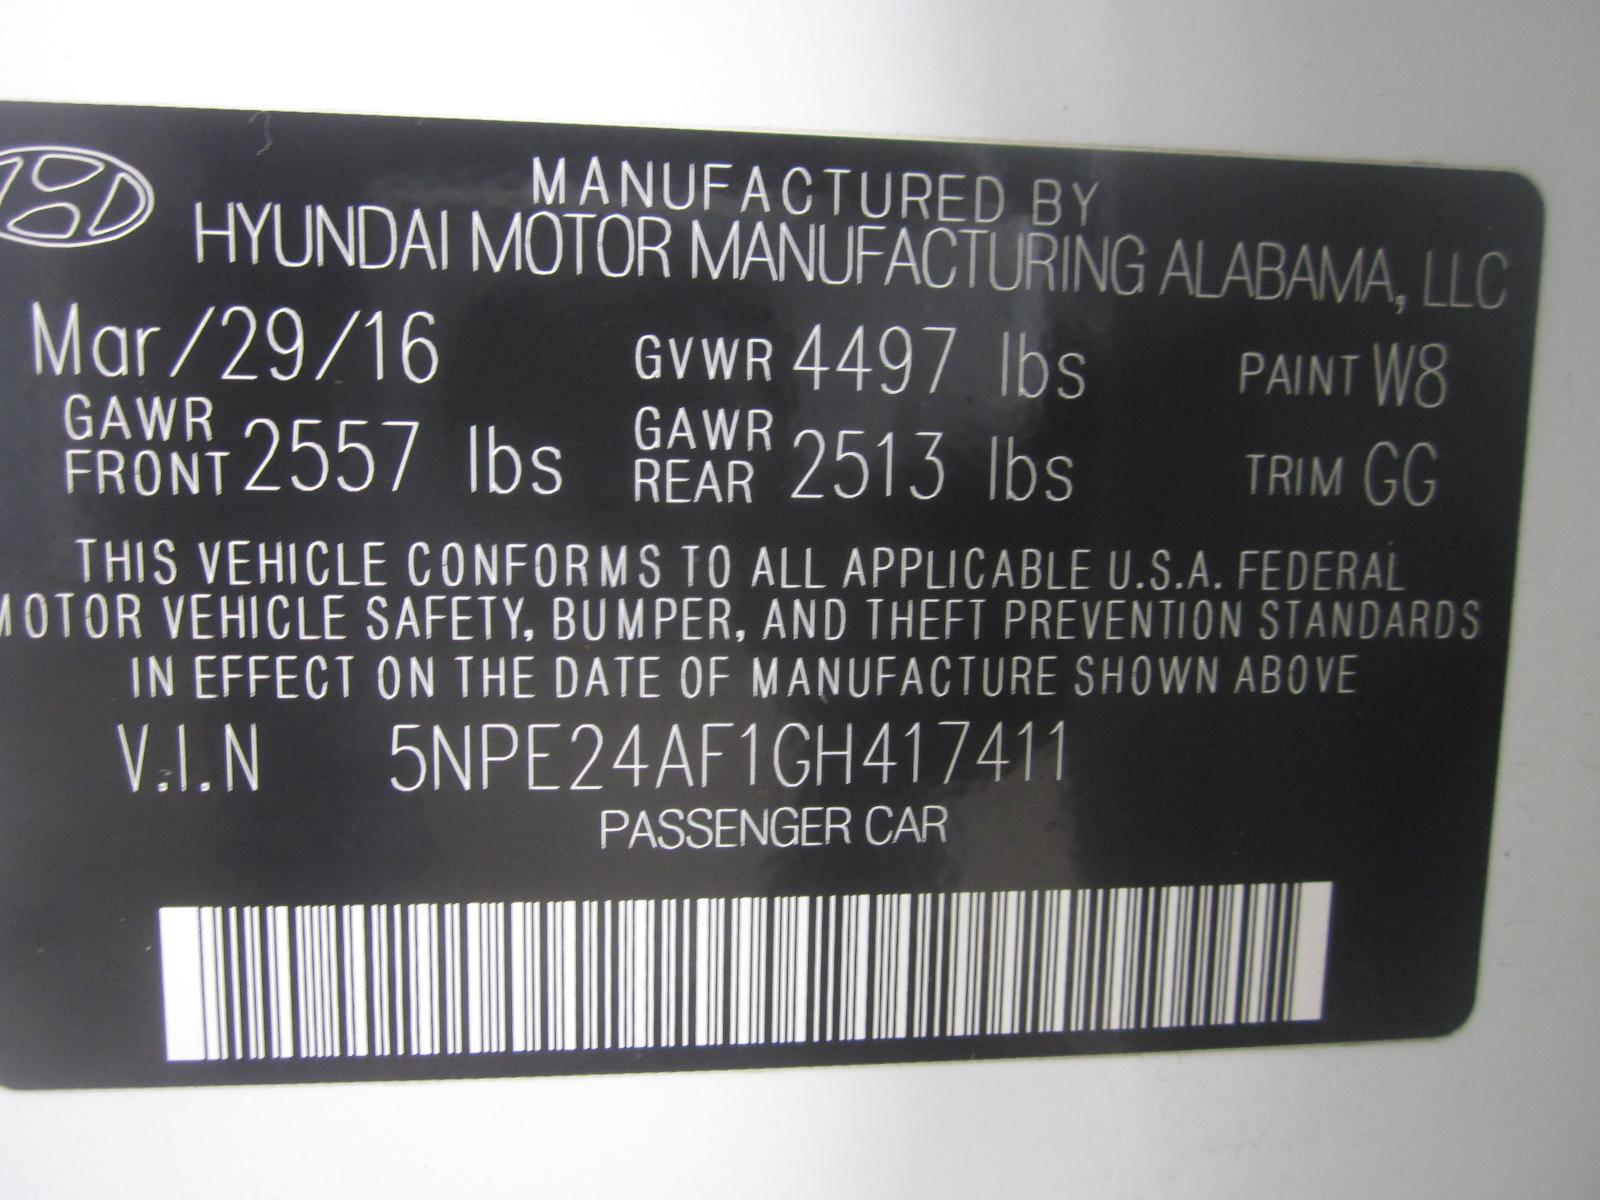 MANUFACTURED BY
HYUNDAI MOTOR MANUFACTURING ALABAMA, LLC
Mar/29/16 GVWR 4497 lbs PAINT W8
GAWR FRONT 2557 lbs GAWR REAR 2513 lbs TRIM GG
THIS VEHICLE CONFORMS TO ALL APPLICABLE U.S.A. FEDERAL
MOTOR VEHICLE SAFETY, BUMPER, AND THEFT PREVENTION STANDARDS
IN EFFECT ON THE DATE OF MANUFACTURE SHOWN ABOVE
V.I.N 5NPE24AF1GH417411
PASSENGER CAR